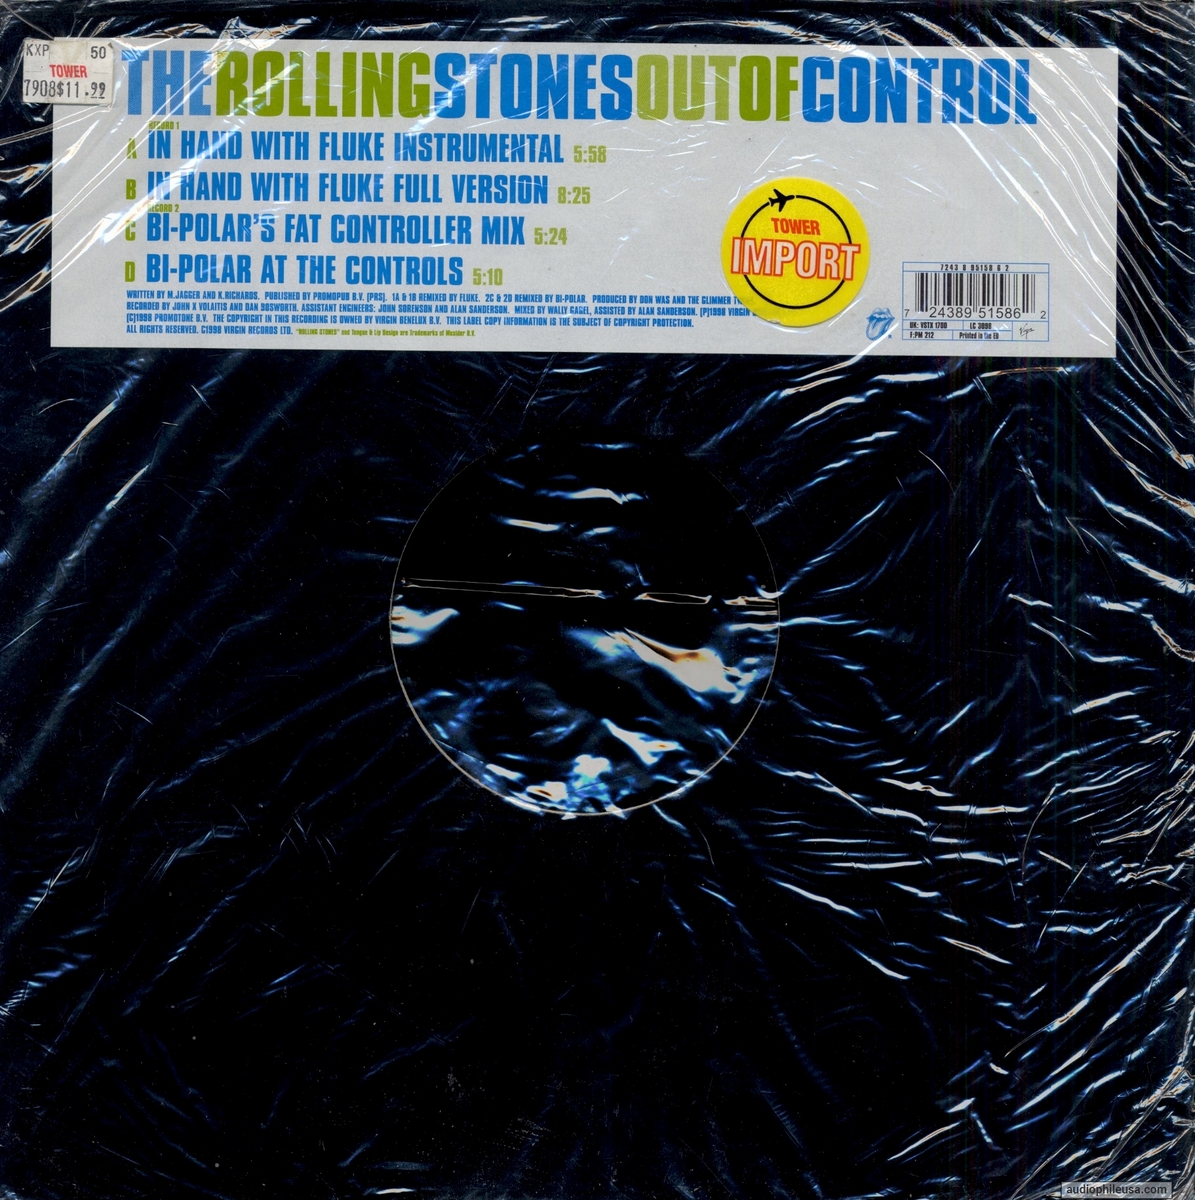 KXP 50
TOWER
7908$11.99
THEROLLINGSTONESOUTOFCONTROL
RECORD 1
A IN HAND WITH FLUKE INSTRUMENTAL 5:58
B IN HAND WITH FLUKE FULL VERSION 8:25
RECORD 2
C BI-POLAR'S FAT CONTROLLER MIX 5:24
D BI-POLAR AT THE CONTROLS 5:10
TOWER
IMPORT
WRITTEN BY M.JAGGER AND K.RICHARDS. PUBLISHED BY PROMOPUB B.V. (PRS). 1A & 1B REMIXED BY FLUKE. 2C & 2D REMIXED BY BI-POLAR. PRODUCED BY DON WAS AND THE GLIMMER
RECORDED BY JOHN X VOLAITIS AND DAN BOSWORTH. ASSISTANT ENGINEERS: JOHN SORENSON AND ALAN SANDERSON. MIXED BY WALLY GAGEL, ASSISTED BY ALAN SANDERSON. (P)1998 VIRGIN
(C)1998 PROMOTONE B.V. THE COPYRIGHT IN THIS RECORDING IS OWNED BY VIRGIN BENELUX B.V. THIS LABEL COPY INFORMATION IS THE SUBJECT OF COPYRIGHT PROTECTION.
ALL RIGHTS RESERVED. ©1998 VIRGIN RECORDS LTD. "ROLLING STONES" and Tongue & Lip Design are Trademarks of Musidor B.V.
7243 8 95158 6 2
7 24389 51586 2
UK: VSTX 1700 LC 3098
F:PM 212 Printed in the EU Virgin
audiophileusa.com